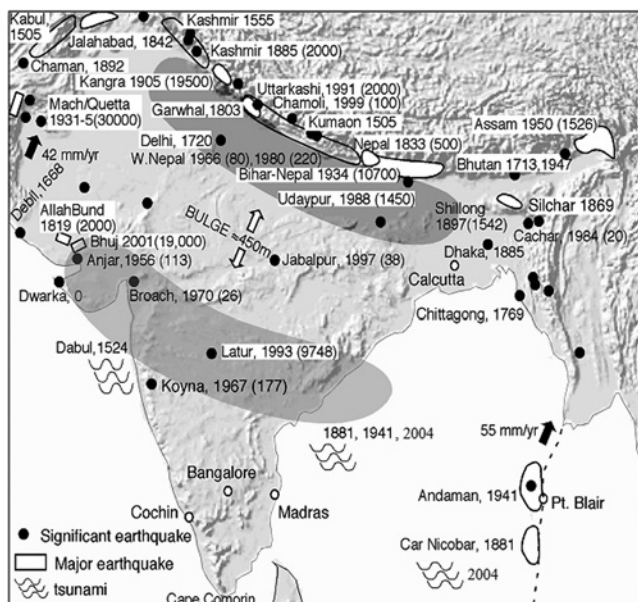 Kabul,
1505
Kashmir 1555
Jalahabad, 1842
Kashmir 1885 (2000)
Chaman, 1892
Kangra 1905 (19500)
Uttarkashi 1991 (2000)
Chamoli, 1999 (100)
Garwhal,1803
Kumaon 1505
Mach/Quetta
1931-5(30000)
Assam 1950 (1526)
Delhi, 1720
Nepal 1833 (500)
42 mm/yr
W.Nepal 1966 (80),1980 (220)
Bhutan 1713,1947
Bihar-Nepal 1934 (10700)
Debil,1668
Udaypur, 1988 (1450)
AllahBund
1819 (2000)
Shillong
1897(1542)
Silchar 1869
BULGE ≈450m
Cachar, 1984 (20)
Bhuj 2001(19,000)
Anjar,1956 (113)
Jabalpur, 1997 (38)
Dhaka, 1885
Calcutta
Dwarka, 0
Broach, 1970 (26)
Chittagong, 1769
Dabul,1524
Latur, 1993 (9748)
Koyna, 1967 (177)
1881, 1941, 2004
55 mm/yr
Bangalore
Andaman, 1941
Pt. Blair
Cochin
Madras
Significant earthquake
Car Nicobar, 1881
Major earthquake
tsunami
2004
Cape Comorin